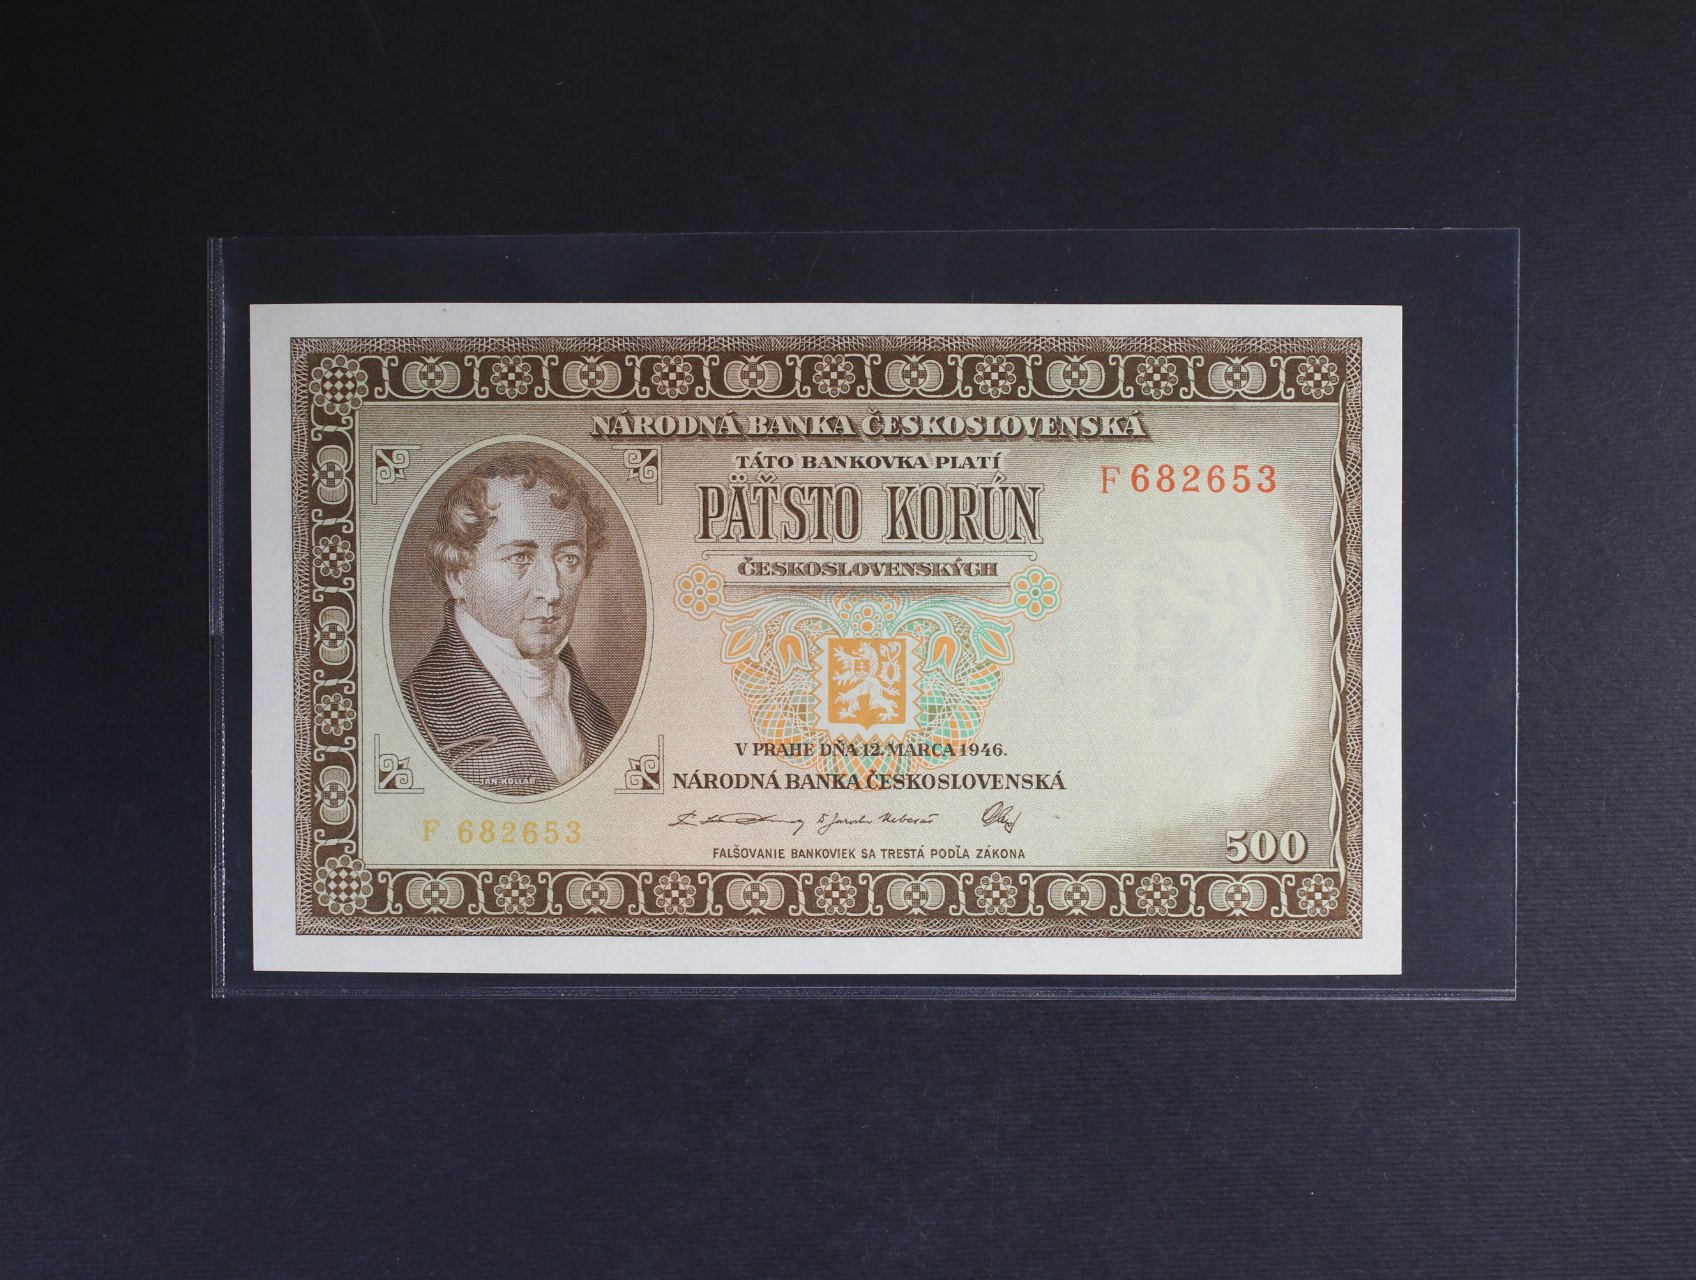 NÁRODNÁ BANKA ČESKOSLOVENSKÁ
TÁTO BANKOVKA PLATÍ
PÄŤSTO KORÚN
ČESKOSLOVENSKÝCH
F 682653
JAN KOLLÁR
V PRAHE DŇA 12. MARCA 1946.
NÁRODNÁ BANKA ČESKOSLOVENSKÁ
F 682653
FALŠOVANIE BANKOVIEK SA TRESTÁ PODĽA ZÁKONA
500